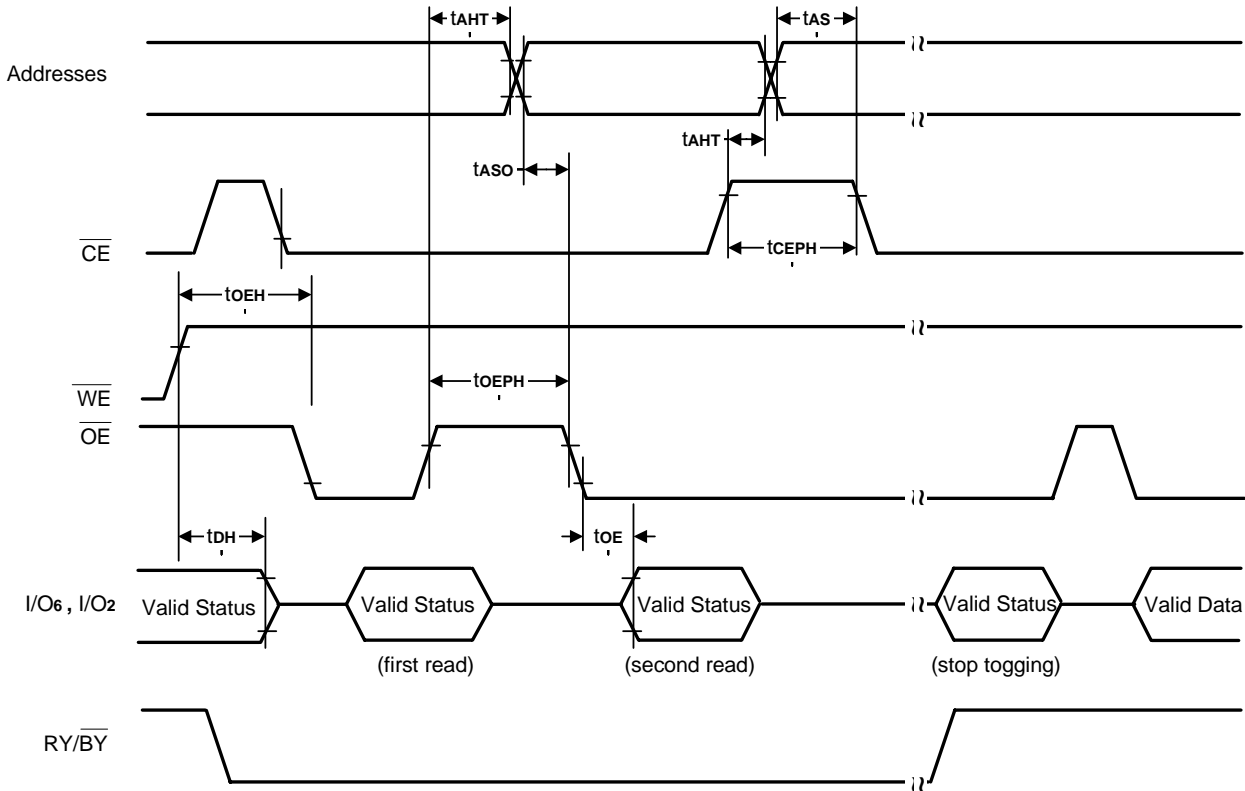 tAHT
tAS
Addresses
tAHT
tASO
CE
tCEPH
tOEH
WE
tOEPH
OE
tDH
tOE
I/O6 , I/O2
Valid Status
Valid Status
Valid Status
Valid Status
Valid Data
(first read)
(second read)
(stop togging)
RY/BY